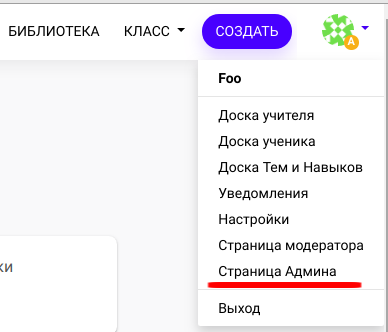 БИБЛИОТЕКА КЛАСС СОЗДАТЬ
A
Foo
Доска учителя
Доска ученика
Доска Тем и Навыков
Уведомления
Настройки
Страница модератора
Страница Админа
ки
Выход